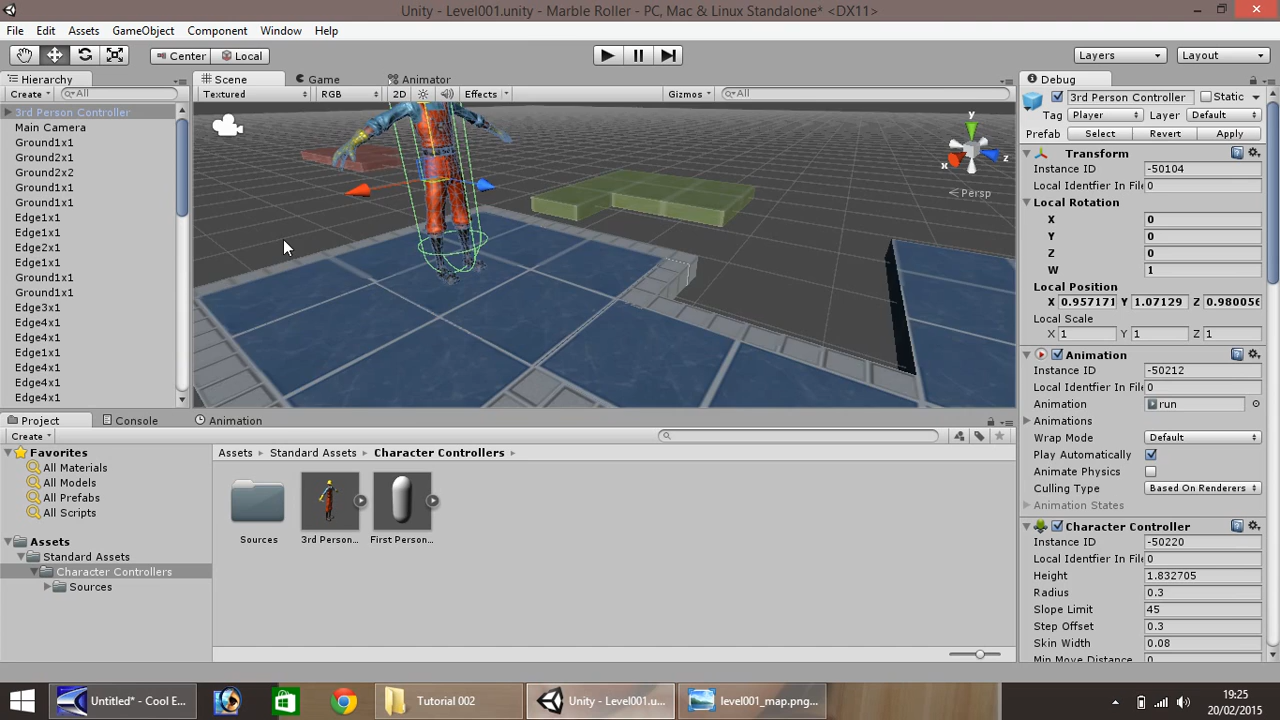 Unity - Level001.unity - Marble Roller - PC, Mac & Linux Standalone* <DX11>
File Edit Assets GameObject Component Window Help
Center Local Layers Layout
Hierarchy
Create All
3rd Person Controller
Main Camera
Ground1x1
Ground2x1
Ground2x2
Ground1x1
Ground1x1
Edge1x1
Edge1x1
Edge2x1
Edge1x1
Ground1x1
Ground1x1
Edge3x1
Edge4x1
Edge4x1
Edge1x1
Edge4x1
Edge4x1
Edge4x1
Scene Game Animator
Textured RGB 2D Effects Gizmos All
y
x
z
Persp
Debug
3rd Person Controller Static
Tag Player Layer Default
Prefab Select Revert Apply
Transform
Instance ID -50104
Local Identfier In File 0
Local Rotation
X 0
Y 0
Z 0
W 1
Local Position
X 0.957171 Y 1.07129 Z 0.980056
Local Scale
X 1 Y 1 Z 1
Animation
Instance ID -50212
Local Identfier In File 0
Animation run
Animations
Wrap Mode Default
Play Automatically
Animate Physics
Culling Type Based On Renderers
Animation States
Character Controller
Instance ID -50220
Local Identfier In File 0
Height 1.832705
Radius 0.3
Slope Limit 45
Step Offset 0.3
Skin Width 0.08
Min Move Distance 0
Project Console Animation
Create
Favorites
All Materials
All Models
All Prefabs
All Scripts
Assets
Standard Assets
Character Controllers
Sources
Assets Standard Assets Character Controllers
Sources 3rd Person... First Person...
Untitled* - Cool E... Tutorial 002 Unity - Level001.u... level001_map.png...
19:25
20/02/2015